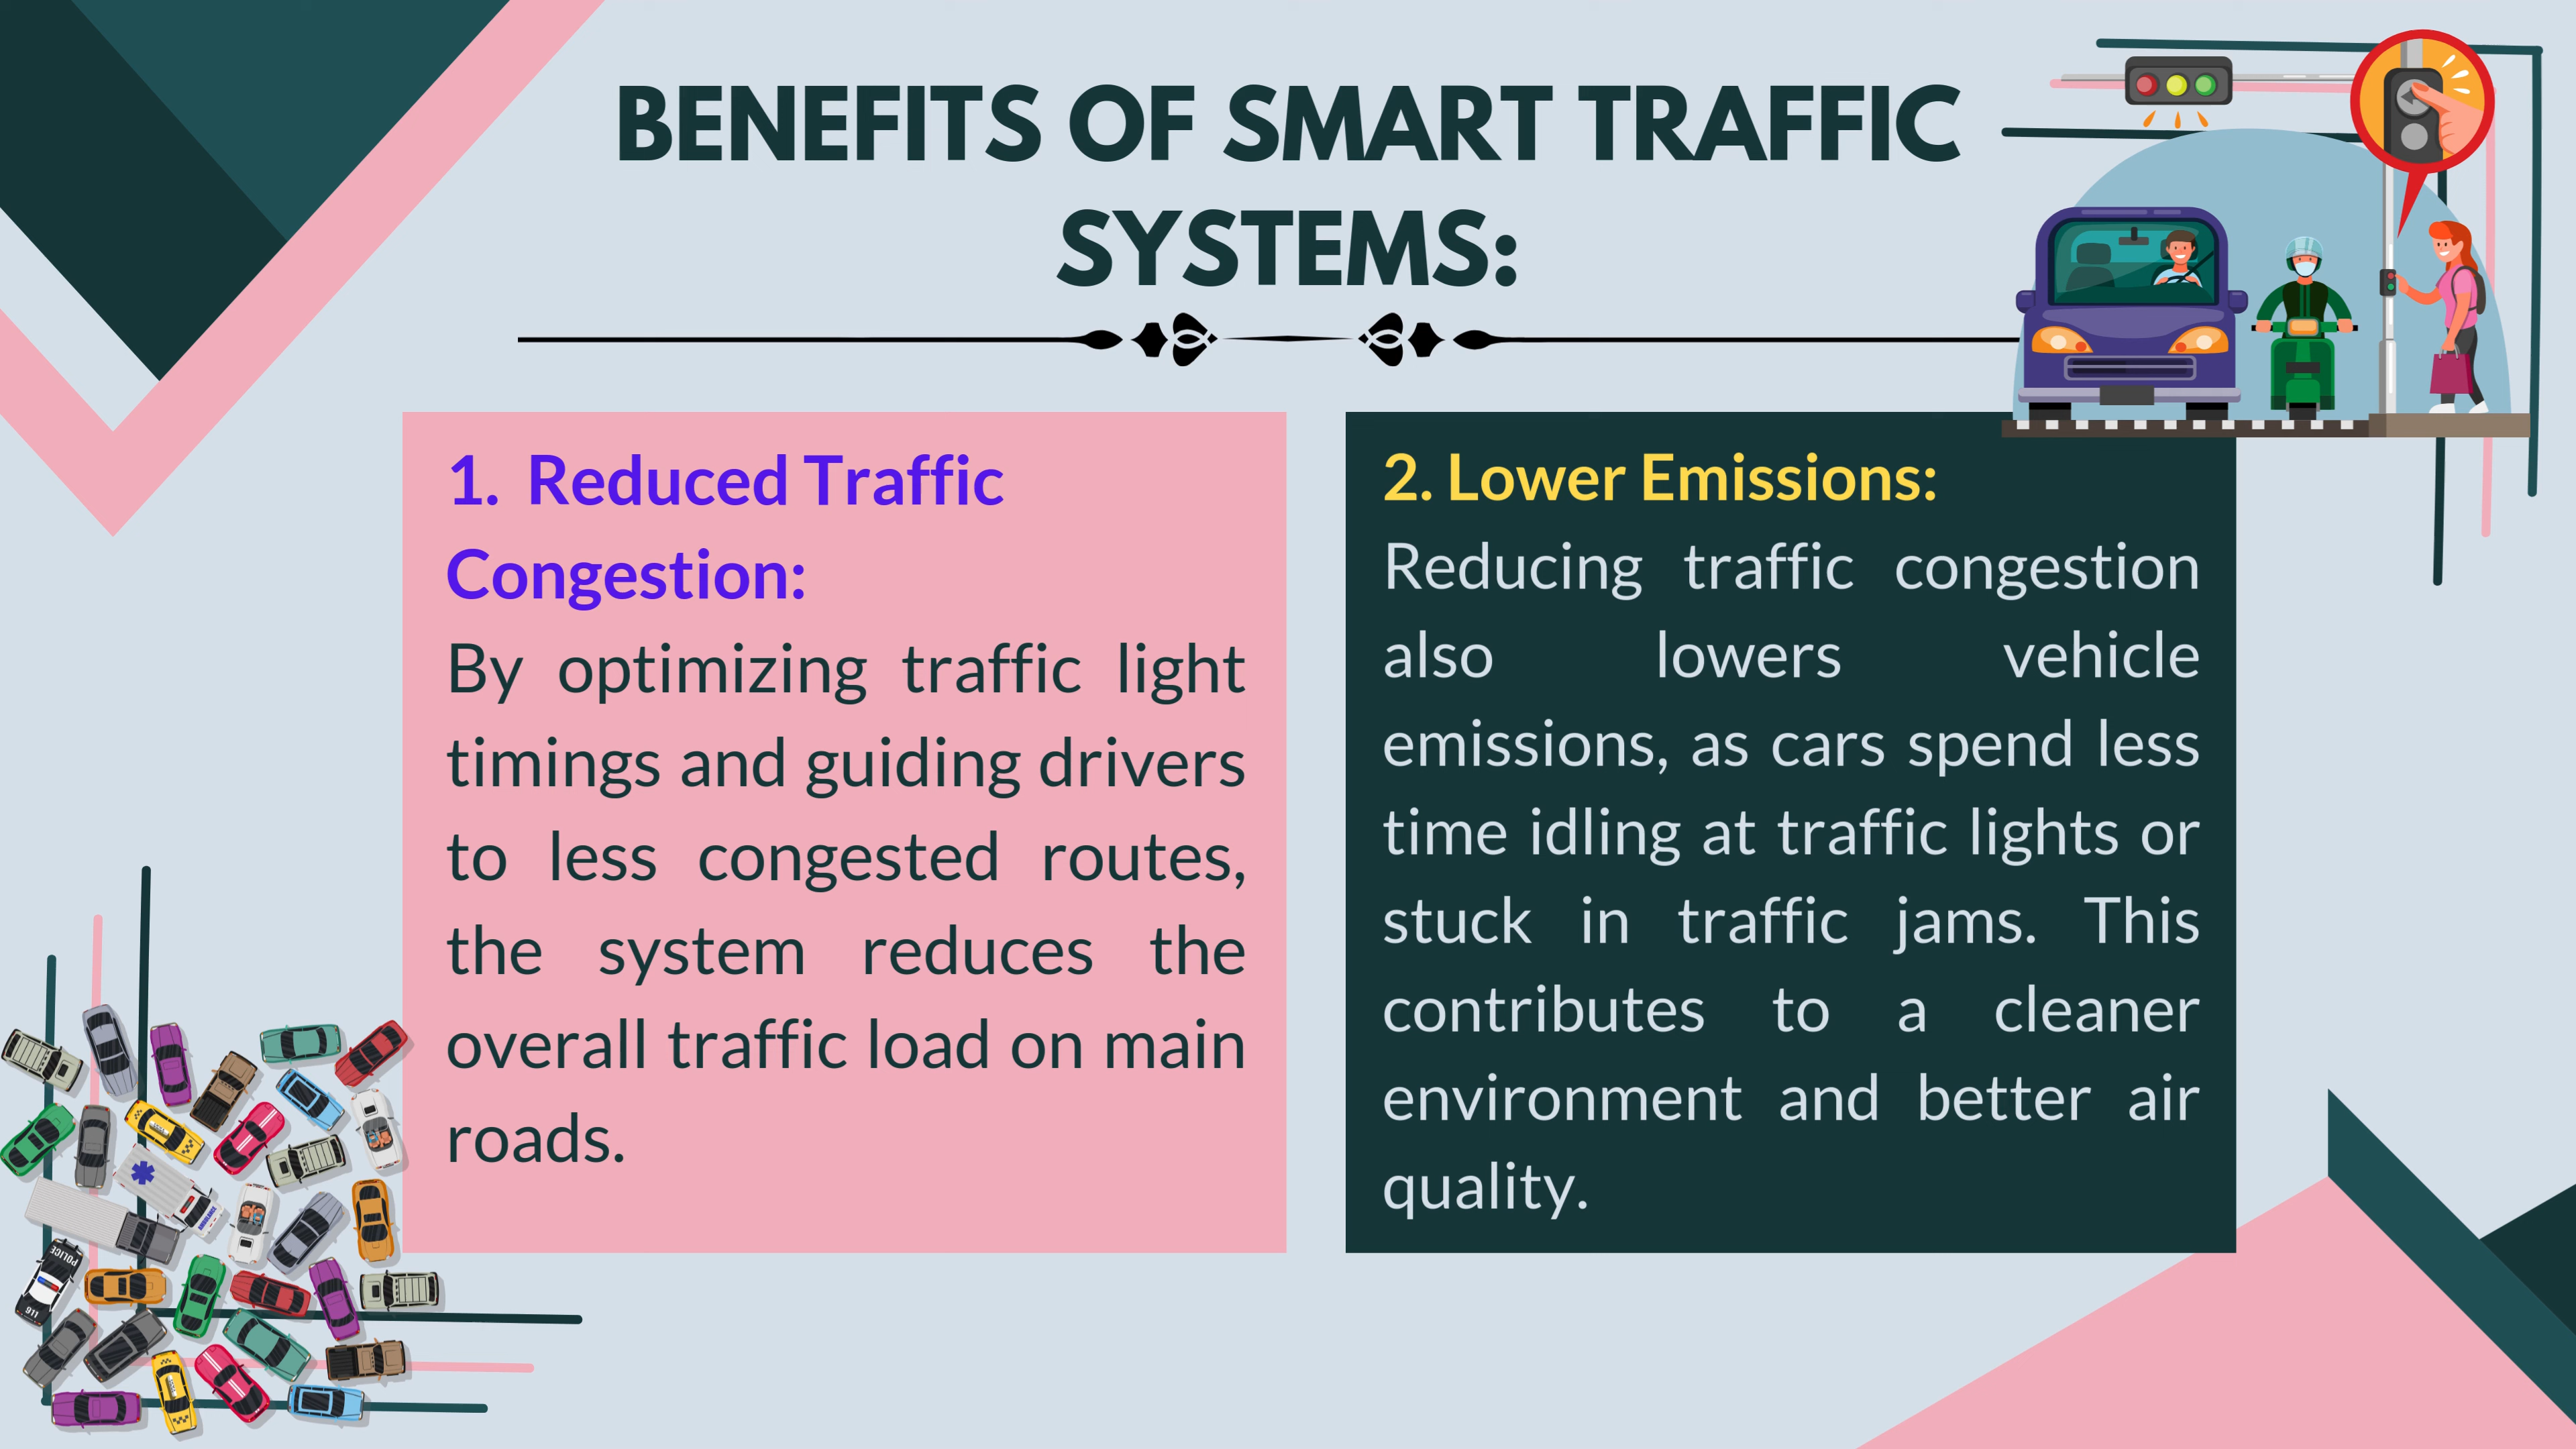 BENEFITS OF SMART TRAFFIC
SYSTEMS:
1. Reduced Traffic
Congestion:
By optimizing traffic light
timings and guiding drivers
to less congested routes,
the system reduces the
overall traffic load on main
roads.
2. Lower Emissions:
Reducing traffic congestion
also lowers vehicle
emissions, as cars spend less
time idling at traffic lights or
stuck in traffic jams. This
contributes to a cleaner
environment and better air
quality.
AMBULANCE
POLICE
911